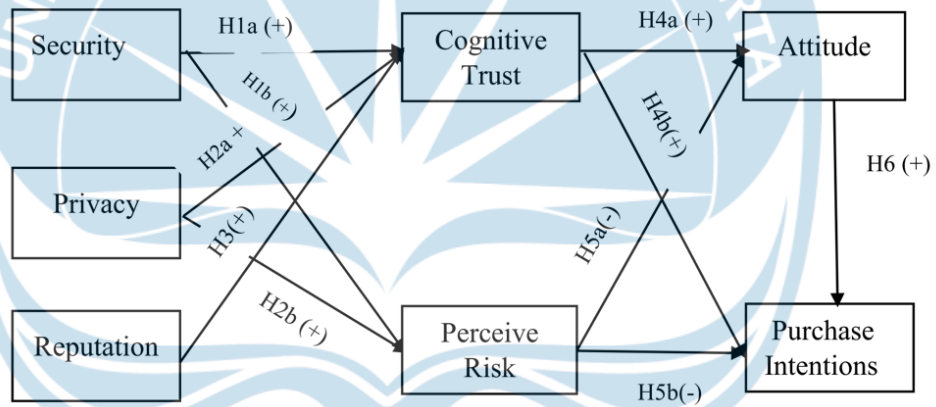 Security
H1a (+)
Cognitive
Trust
H4a (+)
Attitude
H1b (+)
H2a +
H4b(+)
H6 (+)
Privacy
H3(+)
H5a(-)
H2b (+)
Reputation
Perceive
Risk
Purchase
Intentions
H5b(-)
RTA